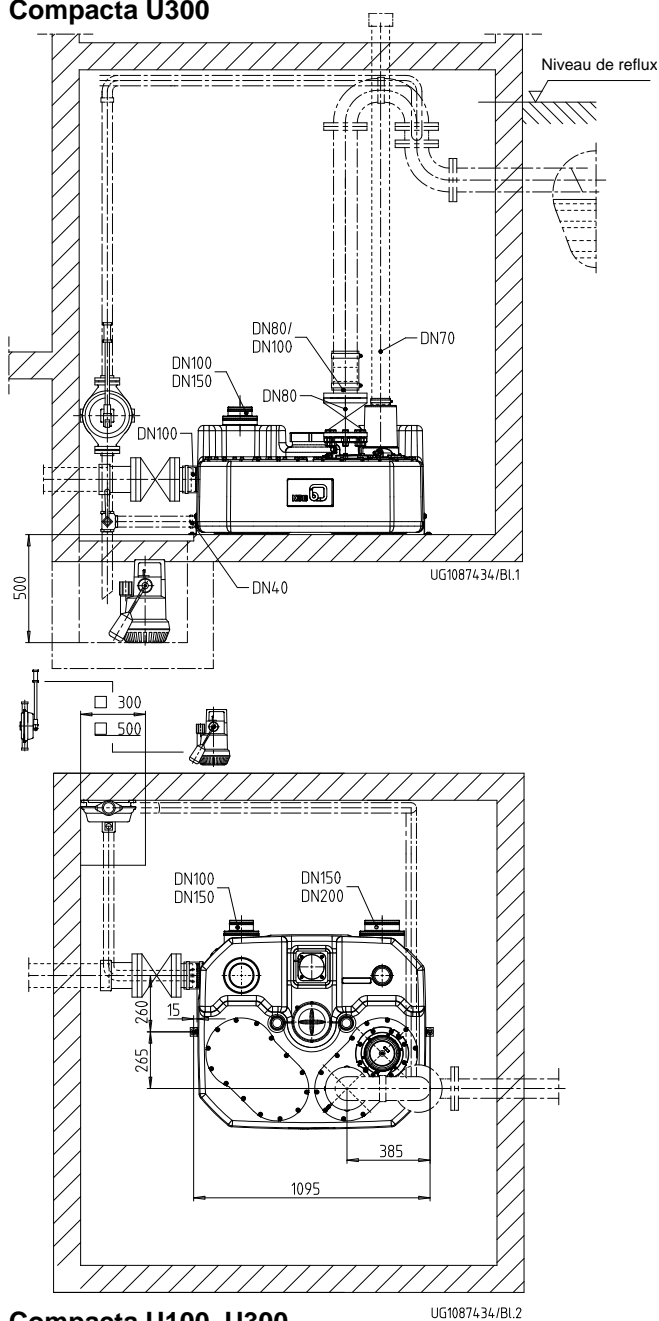 Compacta U300
Niveau de reflux
DN80/
DN100
DN70
DN100
DN150
DN80
DN100
KSB
UG1087434/Bl.1
DN40
500
□ 300
□ 500
DN100
DN150
DN150
DN200
260
15
265
385
1095
UG1087434/Bl.2
Compacta U100, U300